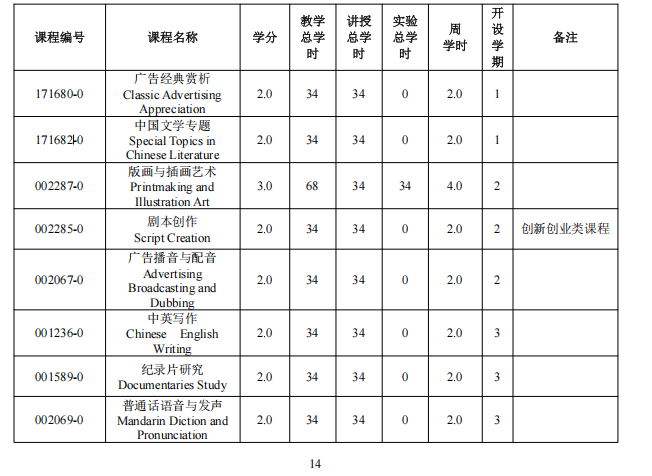 课程编号 课程名称 学分 教学总学时 讲授总学时 实验总学时 周学时 开设学期 备注
171680-0 广告经典赏析 Classic Advertising Appreciation 2.0 34 34 0 2.0 1
171682-0 中国文学专题 Special Topics in Chinese Literature 2.0 34 34 0 2.0 1
002287-0 版画与插画艺术 Printmaking and Illustration Art 3.0 68 34 34 4.0 2
002285-0 剧本创作 Script Creation 2.0 34 34 0 2.0 2 创新创业类课程
002067-0 广告播音与配音 Advertising Broadcasting and Dubbing 2.0 34 34 0 2.0 2
001236-0 中英写作 Chinese English Writing 2.0 34 34 0 2.0 3
001589-0 纪录片研究 Documentaries Study 2.0 34 34 0 2.0 3
002069-0 普通话语音与发声 Mandarin Diction and Pronunciation 2.0 34 34 0 2.0 3
14